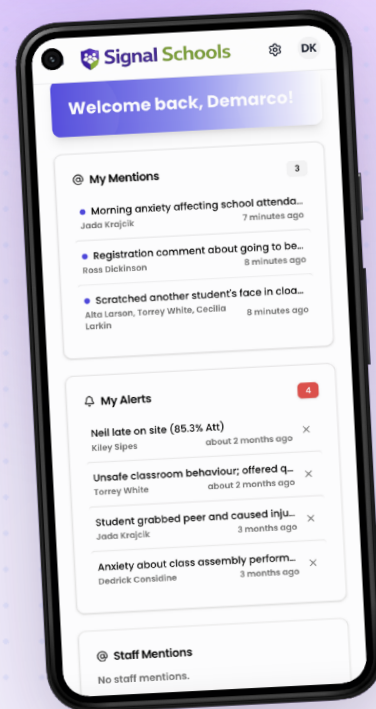 Signal Schools
DK
Welcome back, Demarco!
My Mentions
3
Morning anxiety affecting school attenda...
Jada Krajcik
7 minutes ago
Registration comment about going to be...
Ross Dickinson
8 minutes ago
Scratched another student's face in cloa...
Alta Larson, Torrey White, Cecilia
Larkin
8 minutes ago
My Alerts
4
Neil late on site (85.3% Att)
Kiley Sipes
about 2 months ago
Unsafe classroom behaviour; offered q...
Torrey White
about 2 months ago
Student grabbed peer and caused inju...
Jada Krajcik
3 months ago
Anxiety about class assembly perform...
Dedrick Considine
3 months ago
Staff Mentions
No staff mentions.